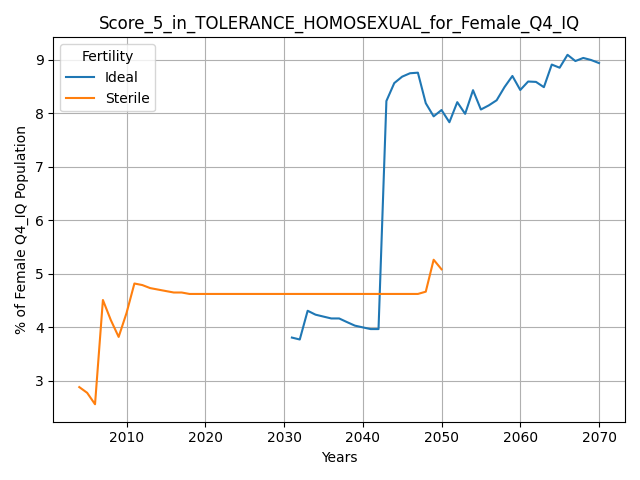 Score_5_in_TOLERANCE_HOMOSEXUAL_for_Female_Q4_IQ
Fertility
Ideal
Sterile
% of Female Q4_IQ Population
9
8
7
6
5
4
3
2010 2020 2030 2040 2050 2060 2070
Years